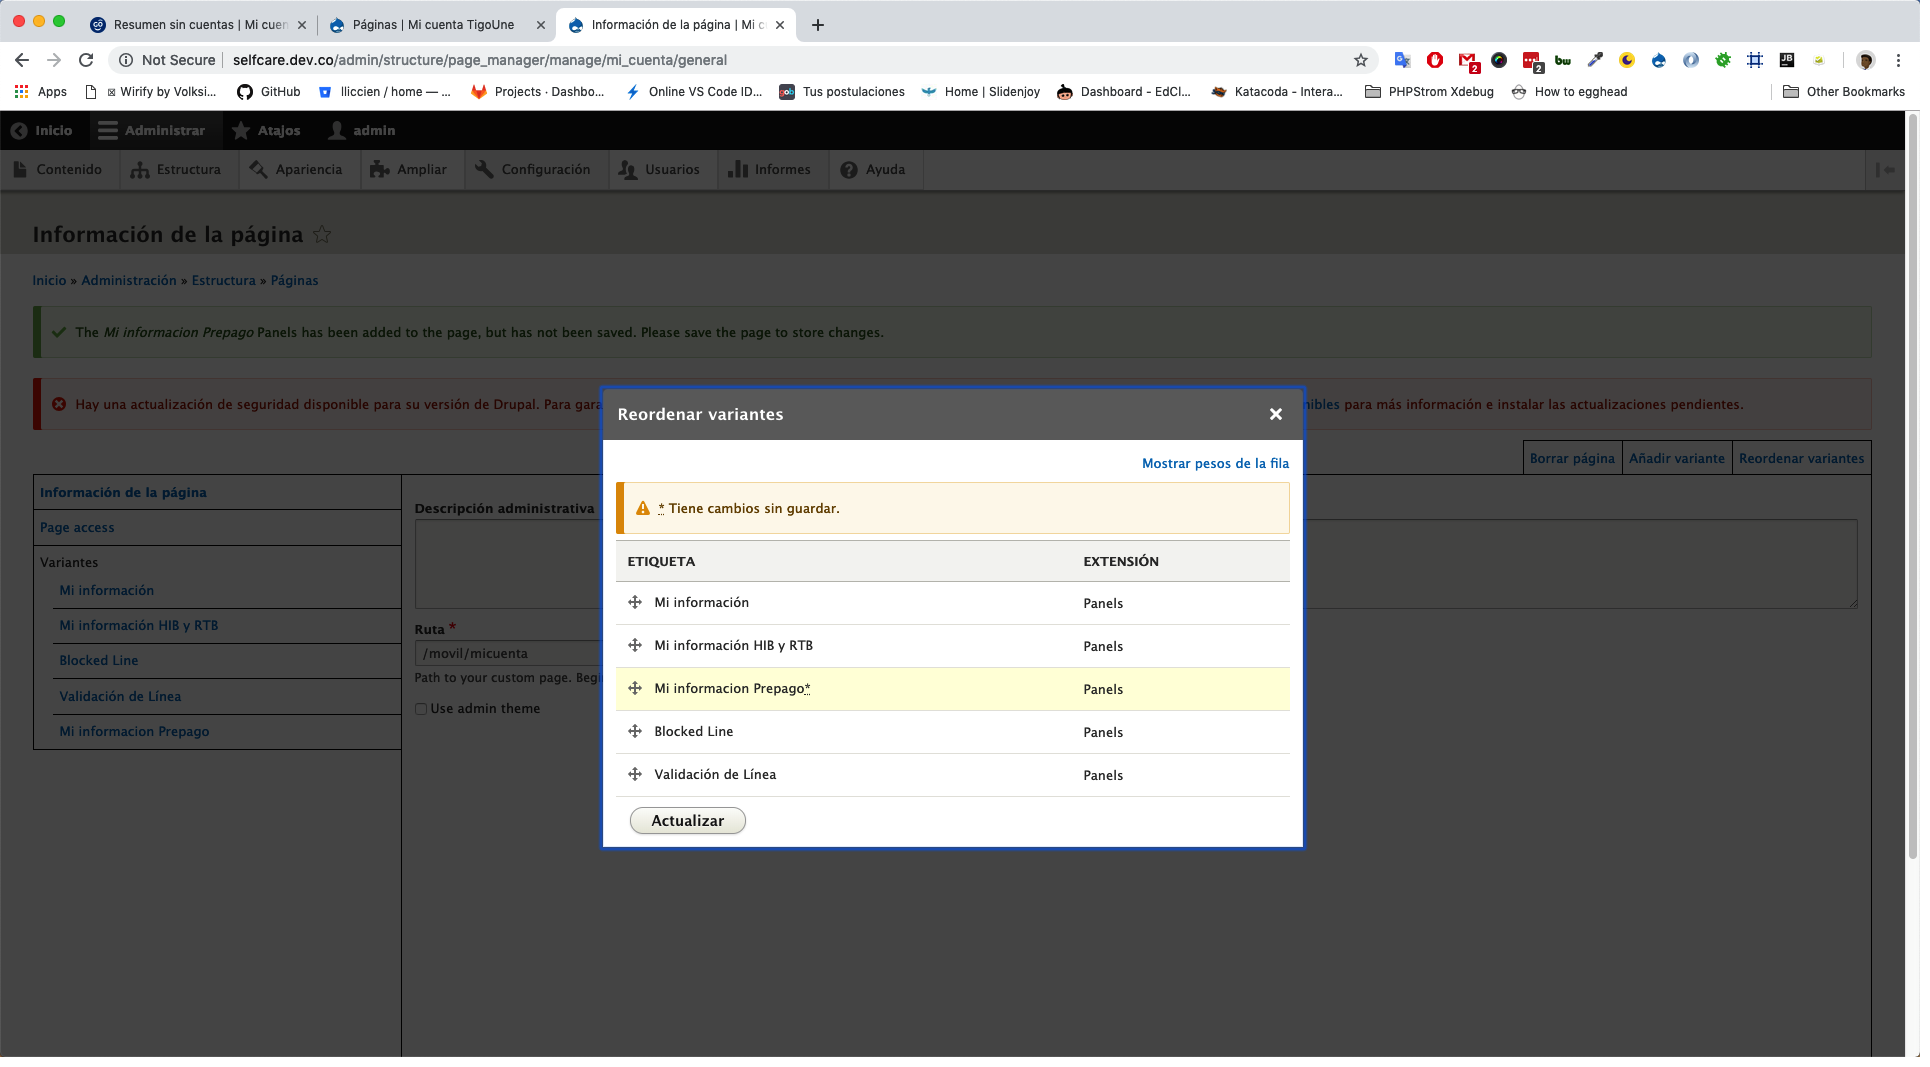 Resumen sin cuentas | Mi cuen
Páginas | Mi cuenta TigoUne
Información de la página | Mi c
Not Secure
selfcare.dev.co/admin/structure/page_manager/manage/mi_cuenta/general
2
2
bw
JB
Apps
Wirify by Volksi...
GitHub
lliccien / home — ...
Projects · Dashbo...
Online VS Code ID...
gob
Tus postulaciones
Home | Slidenjoy
Dashboard - EdCl...
Katacoda - Intera...
PHPStrom Xdebug
How to egghead
Other Bookmarks
Inicio
Administrar
Atajos
admin
Contenido
Estructura
Apariencia
Ampliar
Configuración
Usuarios
Informes
Ayuda
Información de la página
Inicio » Administración » Estructura » Páginas
The Mi informacion Prepago Panels has been added to the page, but has not been saved. Please save the page to store changes.
Hay una actualización de seguridad disponible para su versión de Drupal. Para gara
nibles para más información e instalar las actualizaciones pendientes.
Borrar página
Añadir variante
Reordenar variantes
Información de la página
Page access
Variantes
Mi información
Mi información HIB y RTB
Blocked Line
Validación de Línea
Mi informacion Prepago
Descripción administrativa
Ruta *
/movil/micuenta
Path to your custom page. Begi
Use admin theme
Reordenar variantes
Mostrar pesos de la fila
* Tiene cambios sin guardar.
ETIQUETA EXTENSIÓN
Mi información Panels
Mi información HIB y RTB Panels
Mi informacion Prepago* Panels
Blocked Line Panels
Validación de Línea Panels
Actualizar